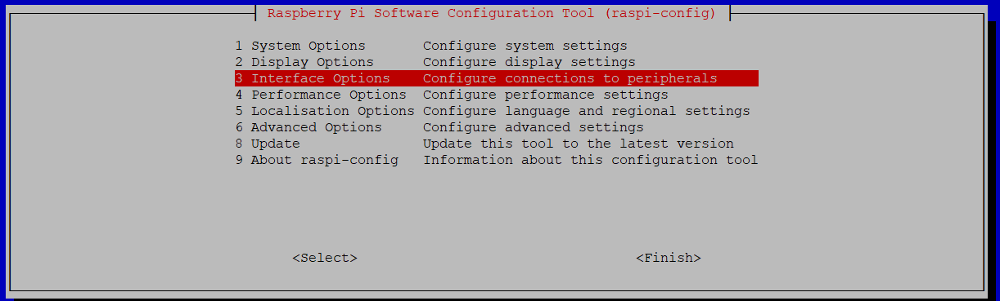 Raspberry Pi Software Configuration Tool (raspi-config)
1 System Options Configure system settings
2 Display Options Configure display settings
3 Interface Options Configure connections to peripherals
4 Performance Options Configure performance settings
5 Localisation Options Configure language and regional settings
6 Advanced Options Configure advanced settings
8 Update Update this tool to the latest version
9 About raspi-config Information about this configuration tool
<Select> <Finish>